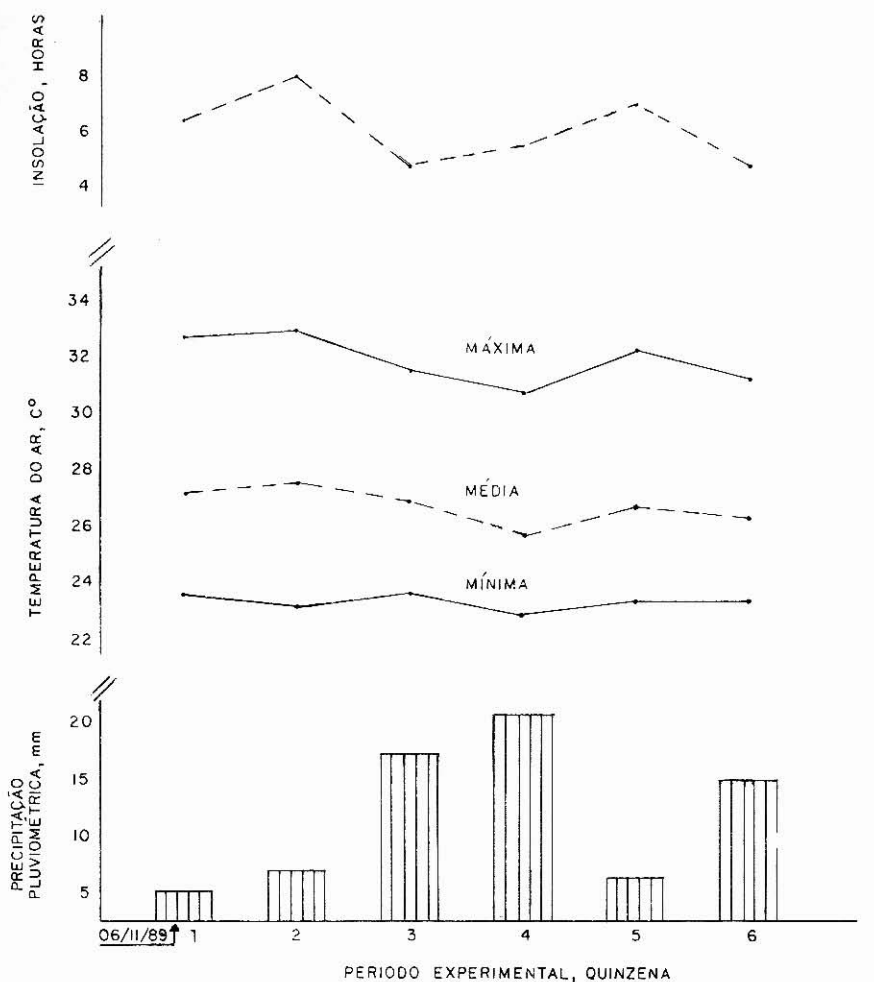 INSOLAÇÃO, HORAS
8
6
4
TEMPERATURA DO AR, Cº
34
32
30
28
26
24
22
MÁXIMA
MÉDIA
MÍNIMA
PRECIPITAÇÃO
PLUVIOMÉTRICA, mm
20
15
10
5
06/11/89 1 2 3 4 5 6
PERIODO EXPERIMENTAL, QUINZENA